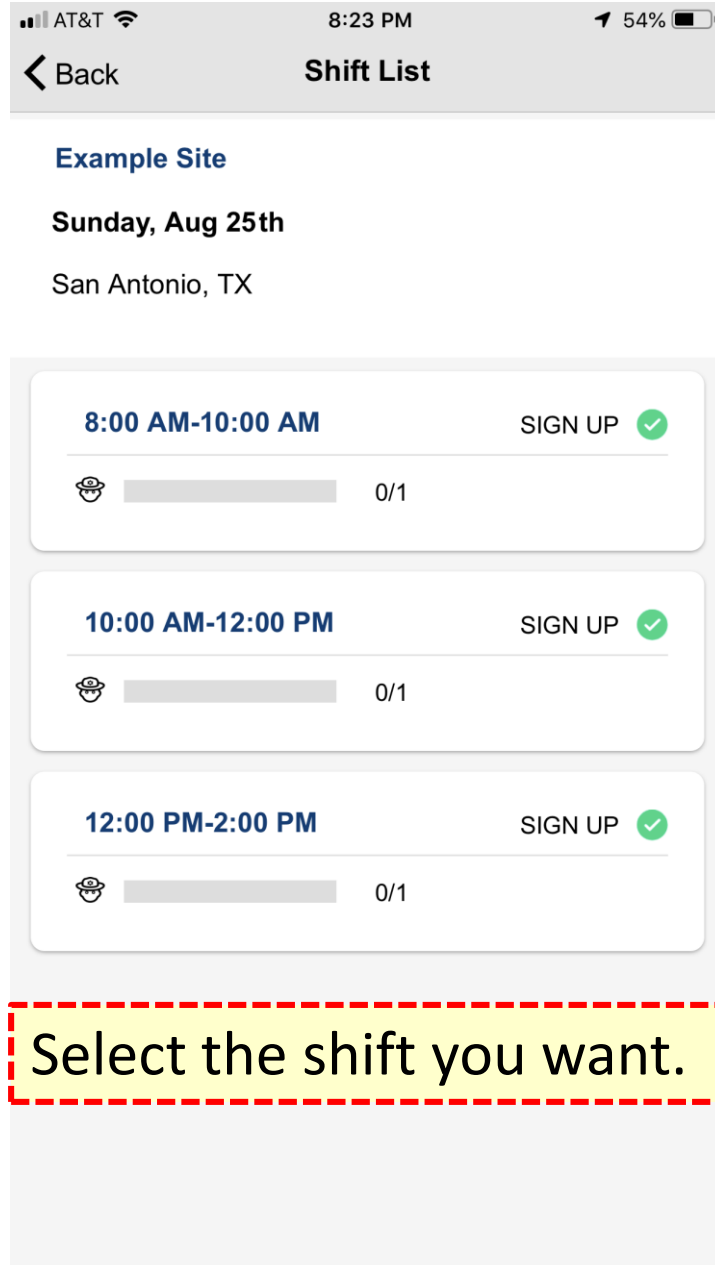 AT&T 8:23 PM 54%
Back Shift List
Example Site
Sunday, Aug 25th
San Antonio, TX
8:00 AM-10:00 AM SIGN UP
0/1
10:00 AM-12:00 PM SIGN UP
0/1
12:00 PM-2:00 PM SIGN UP
0/1
Select the shift you want.